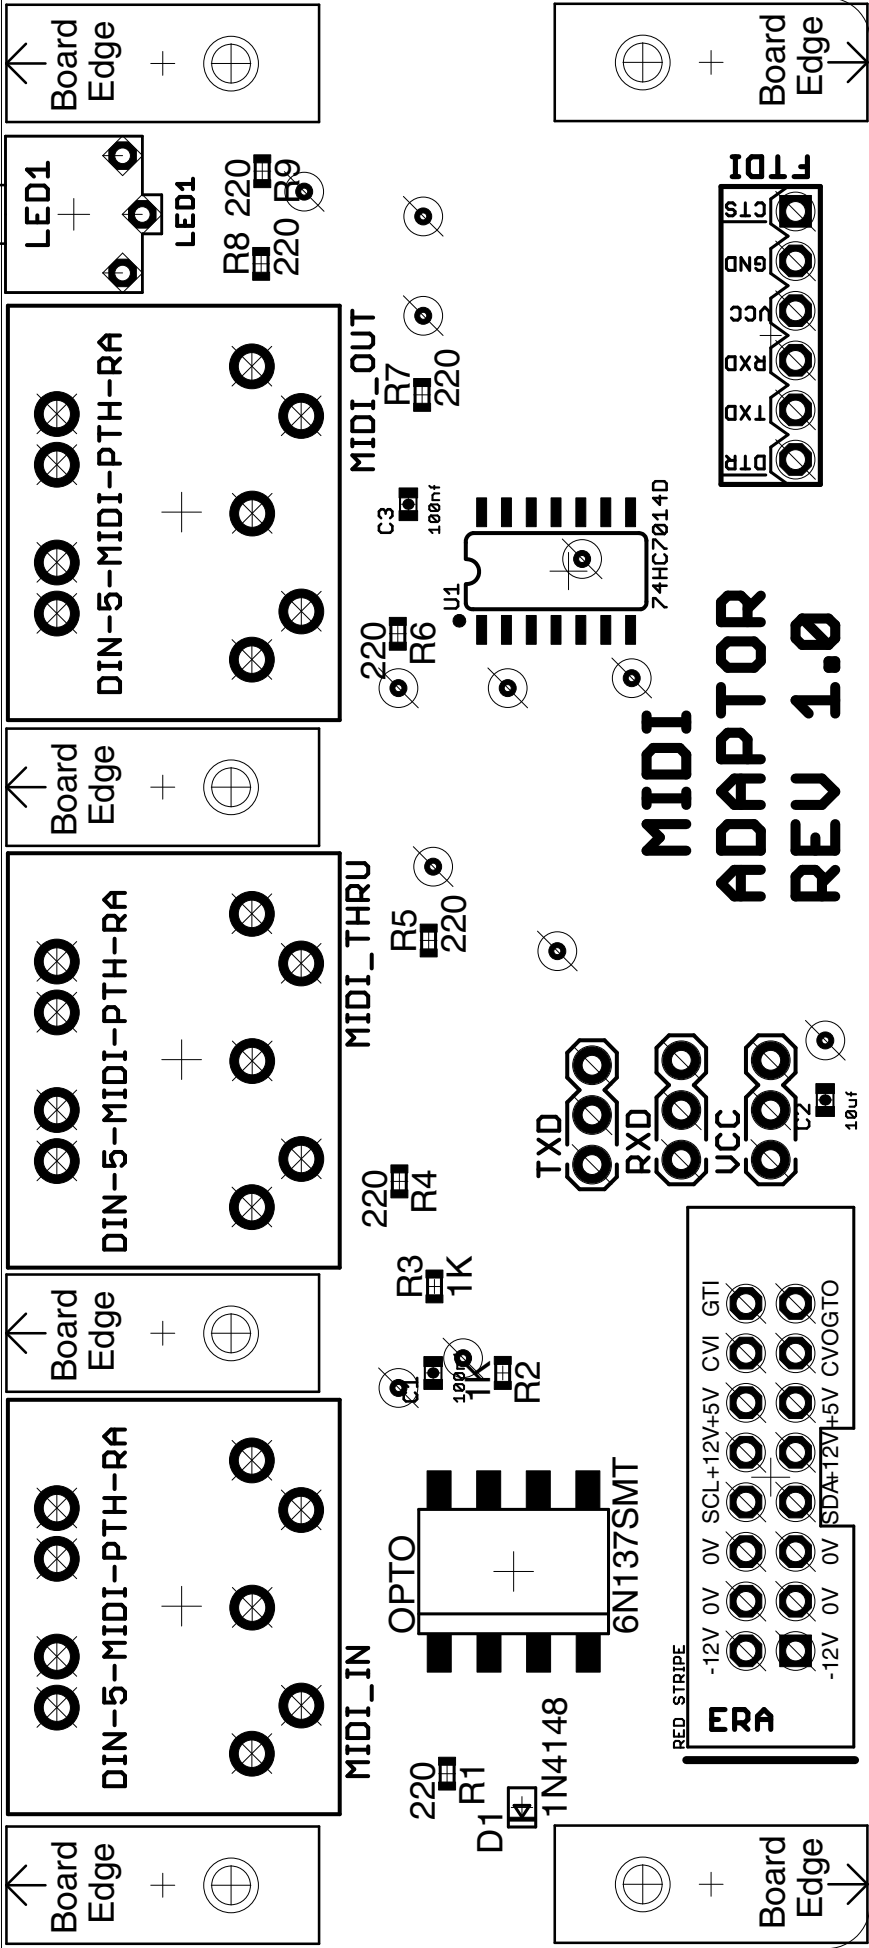 Board
Edge
Board
Edge
LED1
LED1
220
R9
R8
220
FTDI
CTS
GND
VCC
RXD
TXD
DTR
DIN-5-MIDI-PTH-RA
MIDI_OUT
R7
220
C3
100nf
U1
74HC7014D
220
R6
MIDI
ADAPTOR
REV 1.0
Board
Edge
DIN-5-MIDI-PTH-RA
MIDI_THRU
R5
220
220
R4
TXD
RXD
VCC
C2
10uf
R3
1K
Board
Edge
C1
1K
R2
DIN-5-MIDI-PTH-RA
MIDI_IN
OPTO
6N137SMT
-12V 0V 0V SCL +12V +5V CVI GTI
-12V 0V 0V SDA +12V +5V CVO GTO
RED STRIPE
ERA
220
R1
D1
1N4148
Board
Edge
Board
Edge